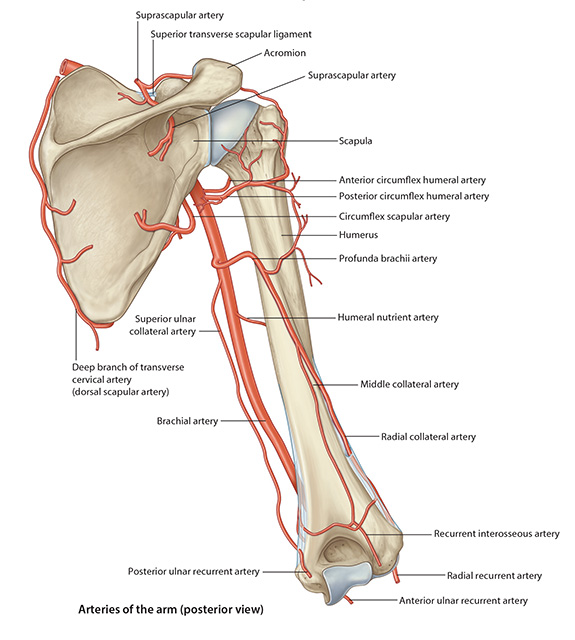 Suprascapular artery
Superior transverse scapular ligament
Acromion
Suprascapular artery
Scapula
Anterior circumflex humeral artery
Posterior circumflex humeral artery
Circumflex scapular artery
Humerus
Profunda brachii artery
Superior ulnar
collateral artery
Humeral nutrient artery
Deep branch of transverse
cervical artery
(dorsal scapular artery)
Middle collateral artery
Brachial artery
Radial collateral artery
Recurrent interosseous artery
Posterior ulnar recurrent artery
Radial recurrent artery
Anterior ulnar recurrent artery
Arteries of the arm (posterior view)